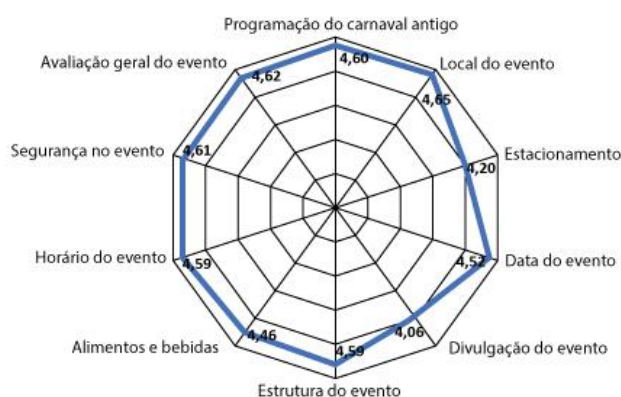 Programação do carnaval antigo
4,60
Local do evento
4,65
Estacionamento
4,20
Data do evento
4,52
Divulgação do evento
4,06
Estrutura do evento
4,59
Alimentos e bebidas
4,46
Horário do evento
4,59
Segurança no evento
4,61
Avaliação geral do evento
4,62